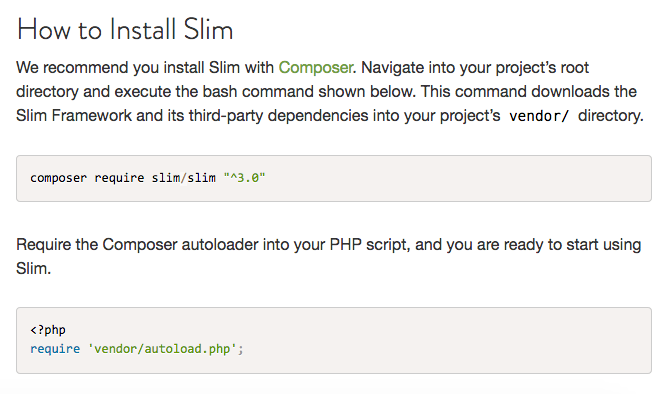 How to Install Slim
We recommend you install Slim with Composer. Navigate into your project’s root
directory and execute the bash command shown below. This command downloads the
Slim Framework and its third-party dependencies into your project’s vendor/ directory.
composer require slim/slim "^3.0"
Require the Composer autoloader into your PHP script, and you are ready to start using
Slim.
<?php
require 'vendor/autoload.php';